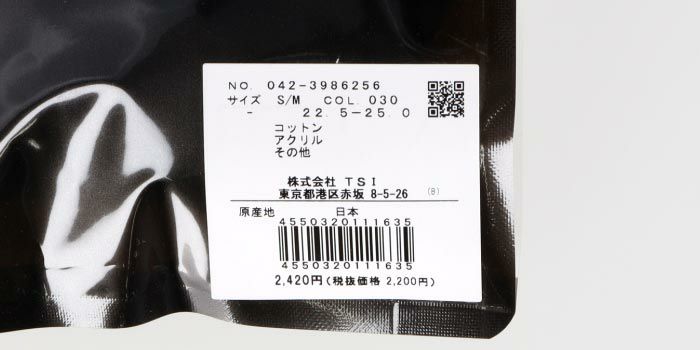 NO. 042-3986256
サイズ S/M COL. 030
- 22.5-25.0
コットン
アクリル
その他
株式会社 TSI
東京都港区赤坂 8-5-26 (B)
原産地 日本
4550320111635
4550320111635
2,420円(税抜価格 2,200円)